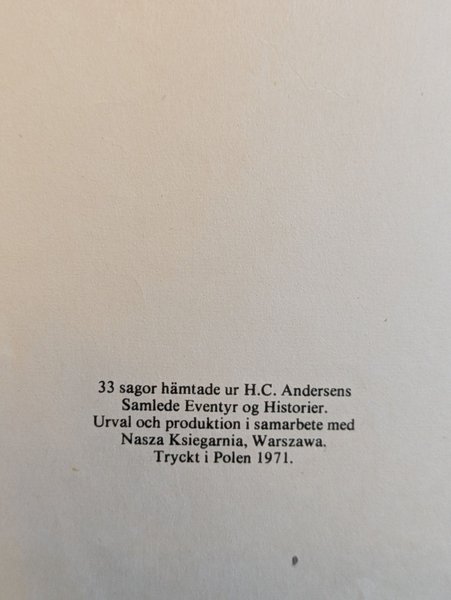 33 sagor hämtade ur H.C. Andersens
Samlede Eventyr og Historier.
Urval och produktion i samarbete med
Nasza Ksiegarnia, Warszawa.
Tryckt i Polen 1971.